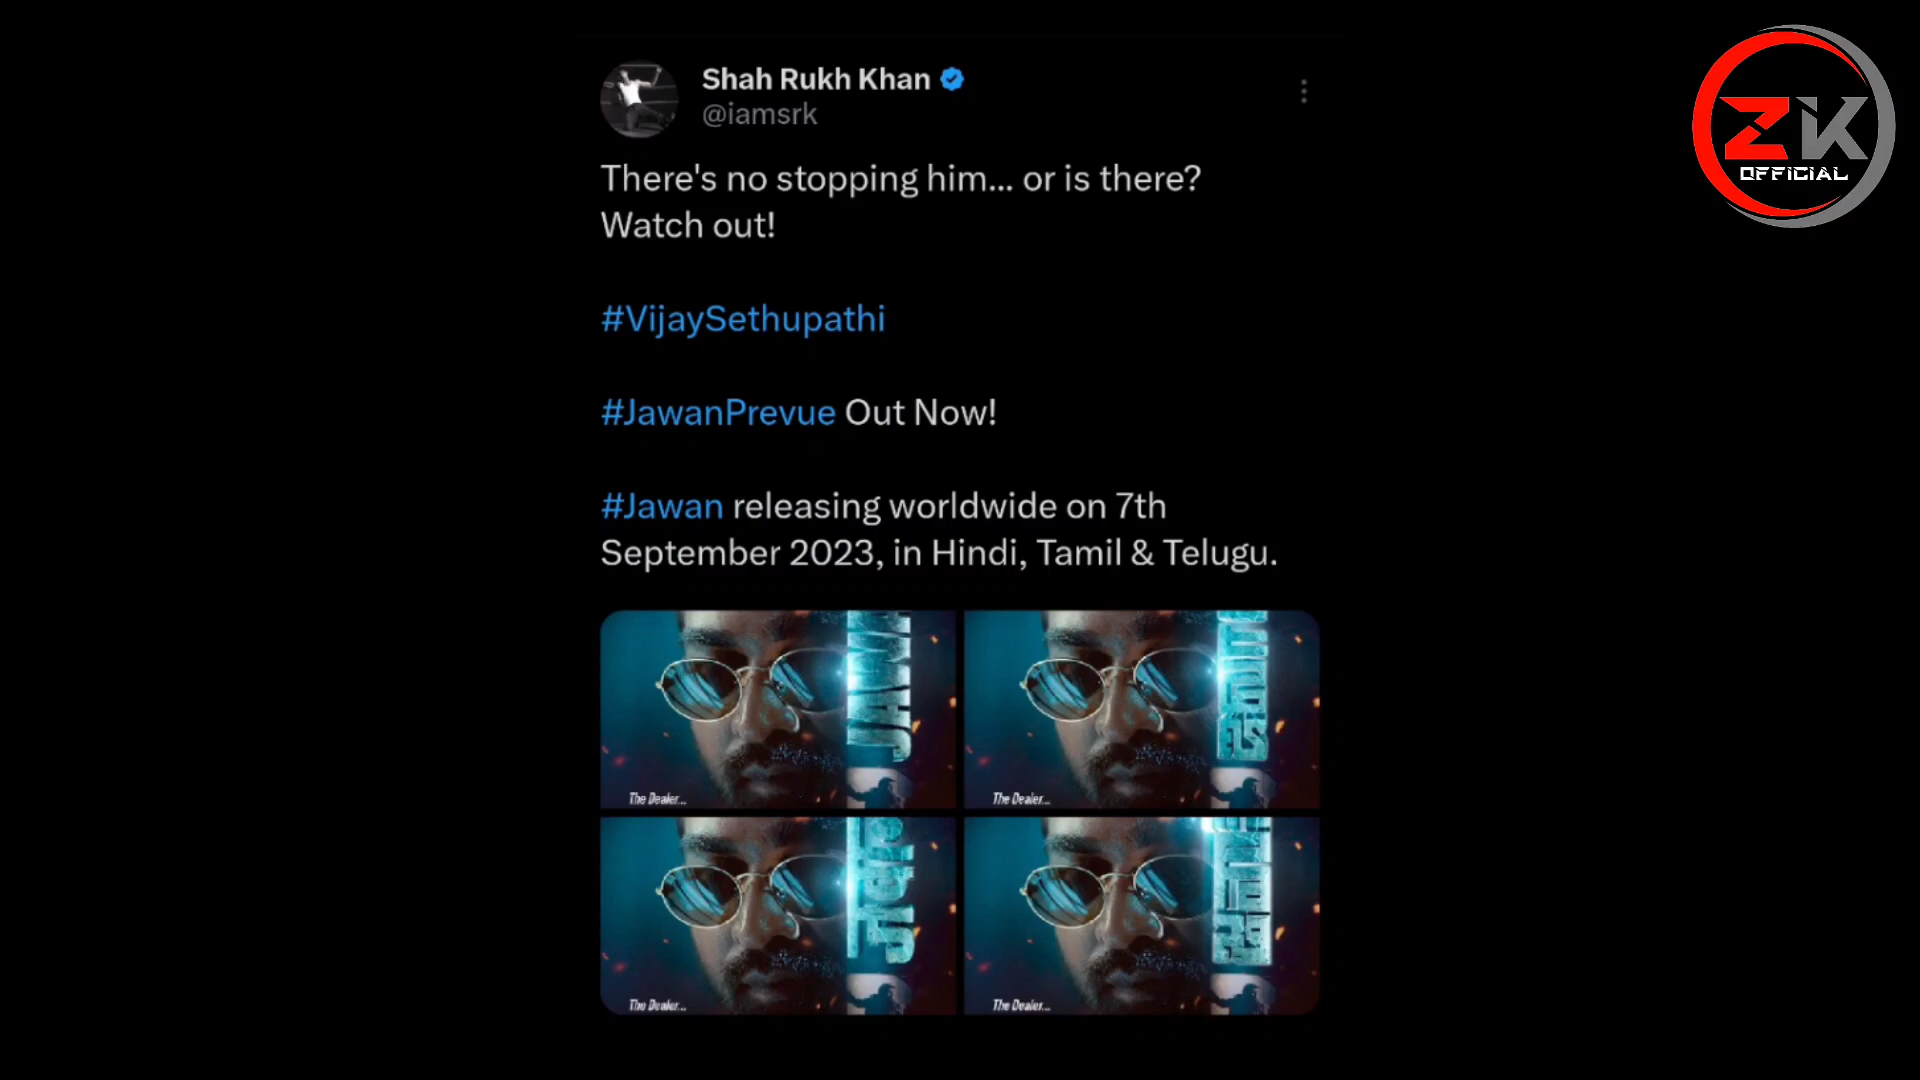 Shah Rukh Khan
@iamsrk
There's no stopping him... or is there?
Watch out!
#VijaySethupathi
#JawanPrevue Out Now!
#Jawan releasing worldwide on 7th
September 2023, in Hindi, Tamil & Telugu.
The Dealer...
The Dealer...
The Dealer...
The Dealer...
ZK
OFFICIAL